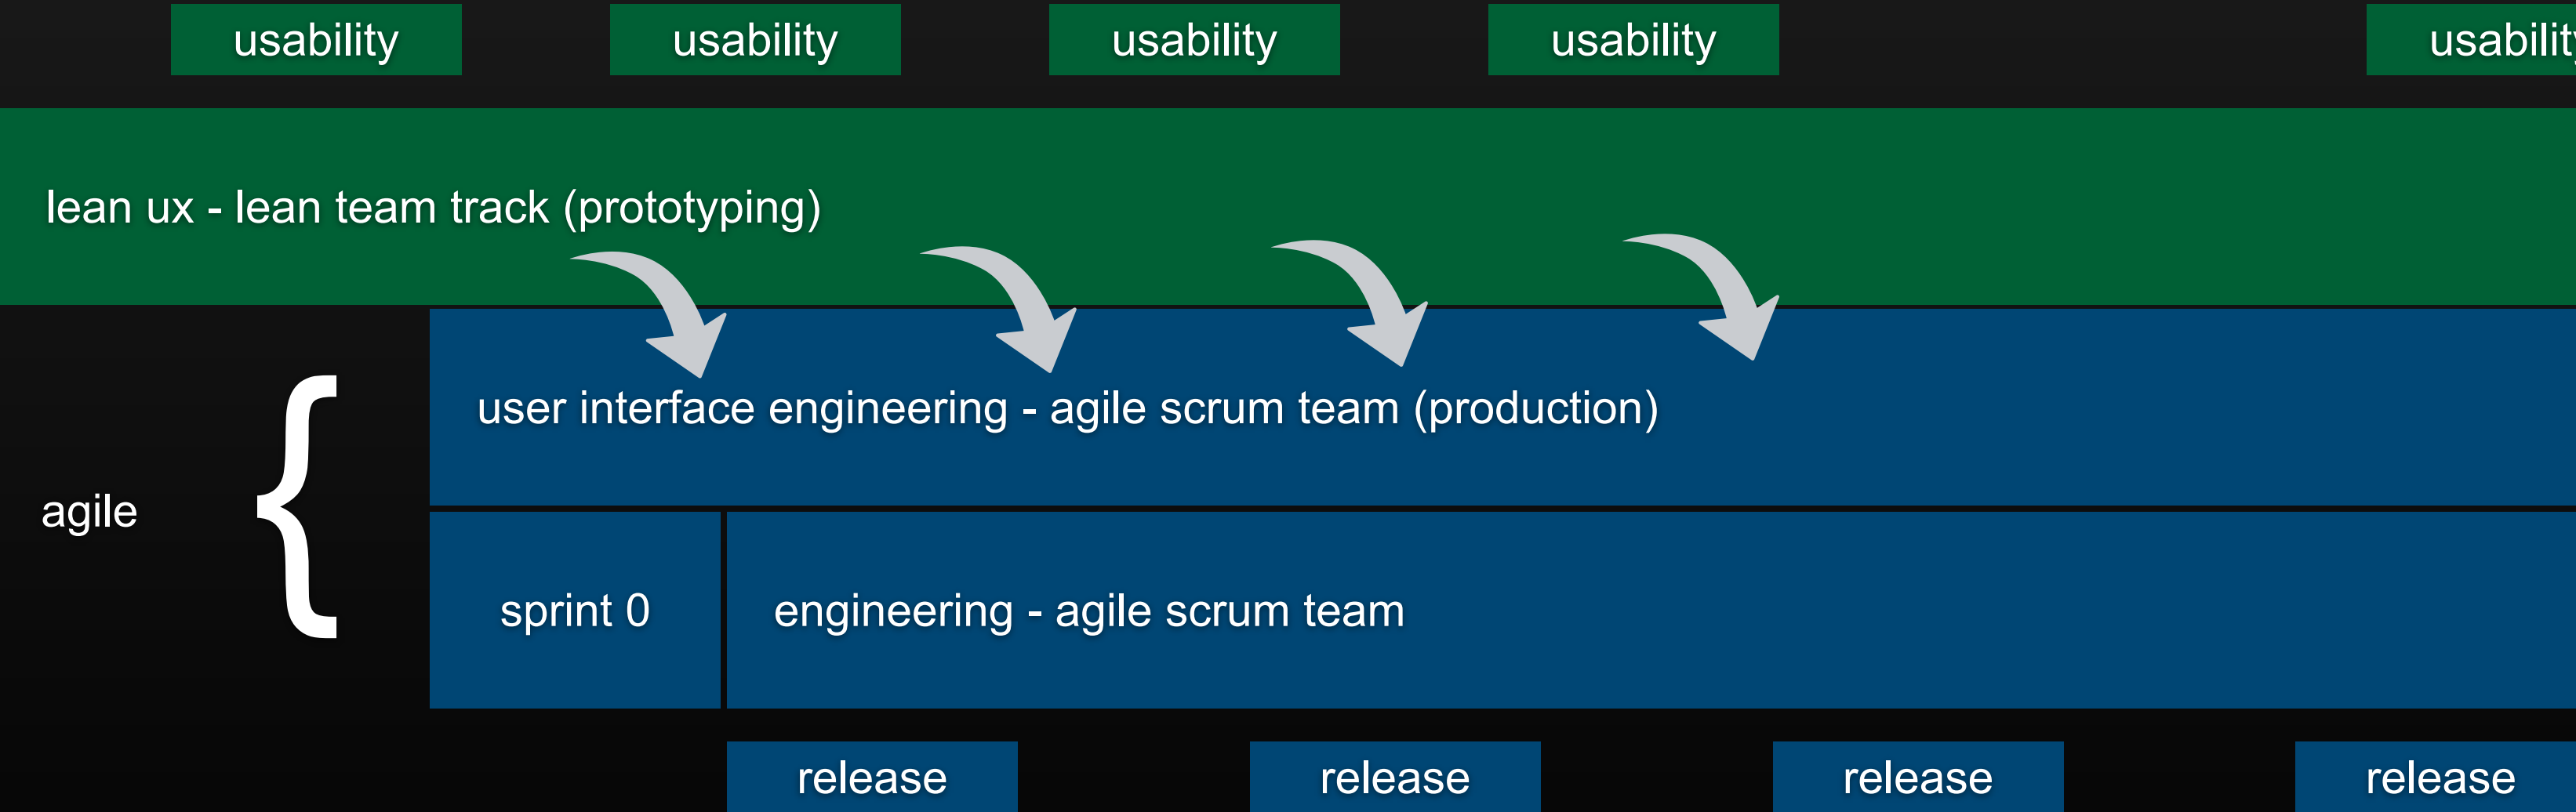 usability
usability
usability
usability
usability
lean ux - lean team track (prototyping)
user interface engineering - agile scrum team (production)
agile
{
sprint 0
engineering - agile scrum team
release
release
release
release